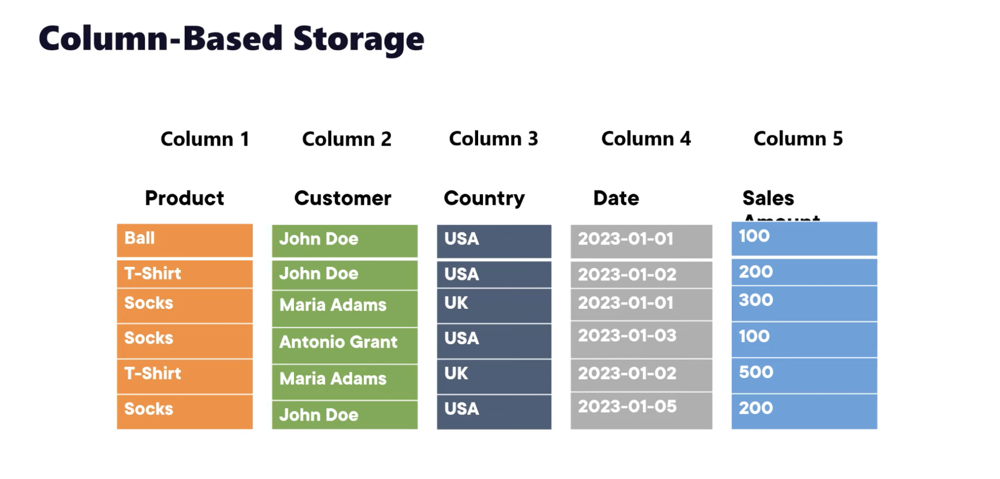 Column-Based Storage
Column 1 Column 2 Column 3 Column 4 Column 5
Product Customer Country Date Sales
Amount
Ball John Doe USA 2023-01-01 100
T-Shirt John Doe USA 2023-01-02 200
Socks Maria Adams UK 2023-01-01 300
Socks Antonio Grant USA 2023-01-03 100
T-Shirt Maria Adams UK 2023-01-02 500
Socks John Doe USA 2023-01-05 200